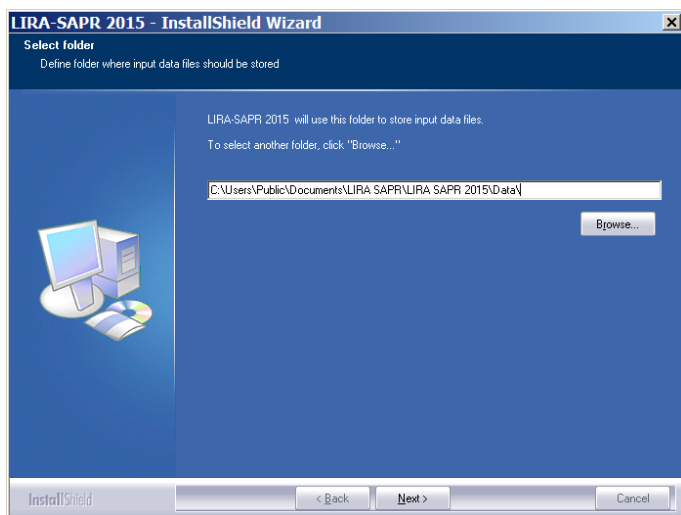 LIRA-SAPR 2015 - InstallShield Wizard
Select folder
Define folder where input data files should be stored
LIRA-SAPR 2015 will use this folder to store input data files.
To select another folder, click "Browse..."
C:\Users\Public\Documents\LIRA SAPR\LIRA SAPR 2015\Data\
Browse...
InstallShield
< Back
Next >
Cancel